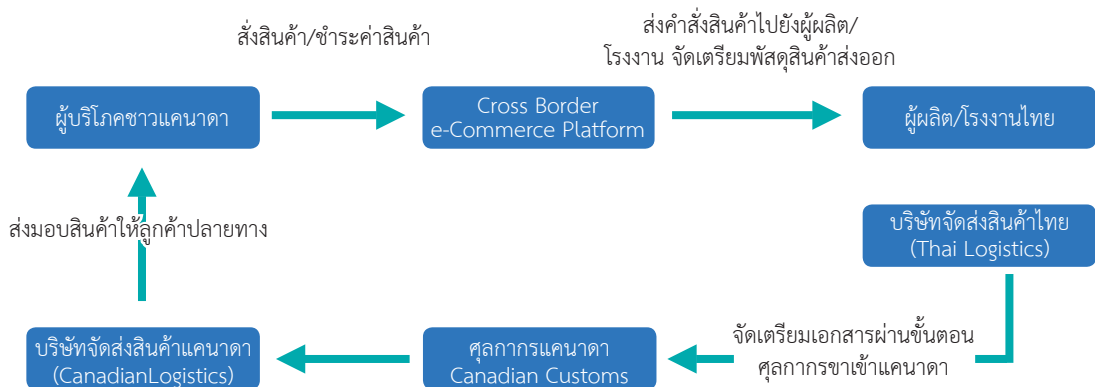 สั่งสินค้า/ชำระค่าสินค้า
ส่งคำสั่งสินค้าไปยังผู้ผลิต/
โรงงาน จัดเตรียมพัสดุสินค้าส่งออก
ผู้บริโภคชาวแคนาดา
Cross Border
e-Commerce Platform
ผู้ผลิต/โรงงานไทย
ส่งมอบสินค้าให้ลูกค้าปลายทาง
บริษัทจัดส่งสินค้าไทย
(Thai Logistics)
บริษัทจัดส่งสินค้าแคนาดา
(CanadianLogistics)
ศุลกากรแคนาดา
Canadian Customs
จัดเตรียมเอกสารผ่านขั้นตอน
ศุลกากรขาเข้าแคนาดา